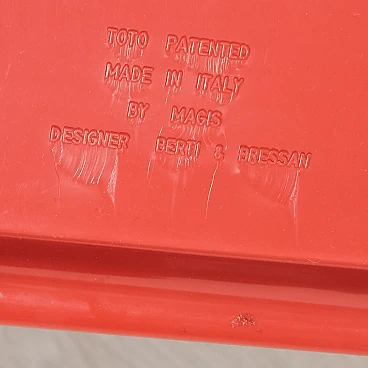 TOTO PATENTED
MADE IN ITALY
BY MAGIS
DESIGNER BERTI & BRESSAN